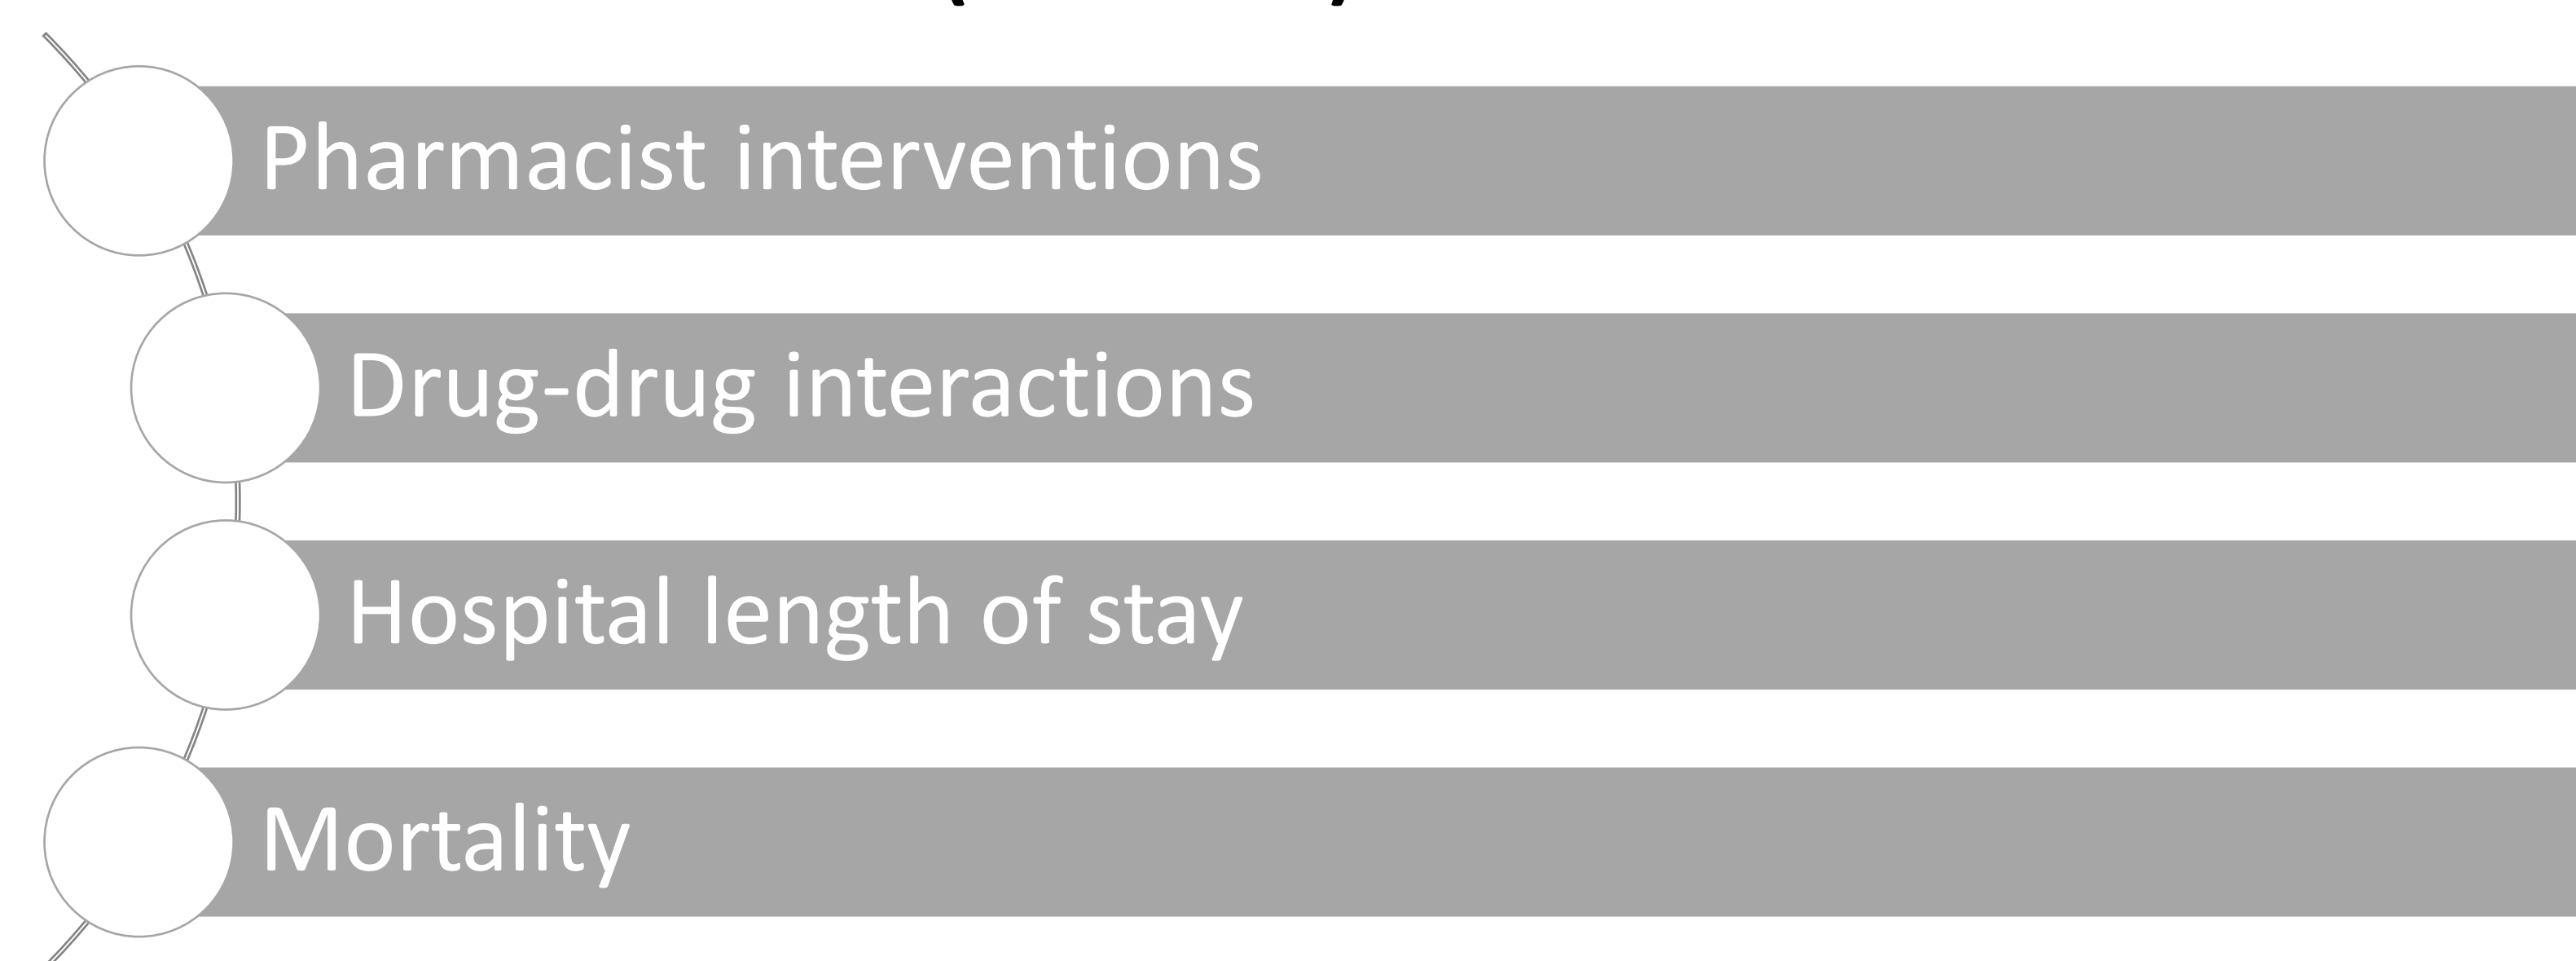 Pharmacist interventions
Drug-drug interactions
Hospital length of stay
Mortality